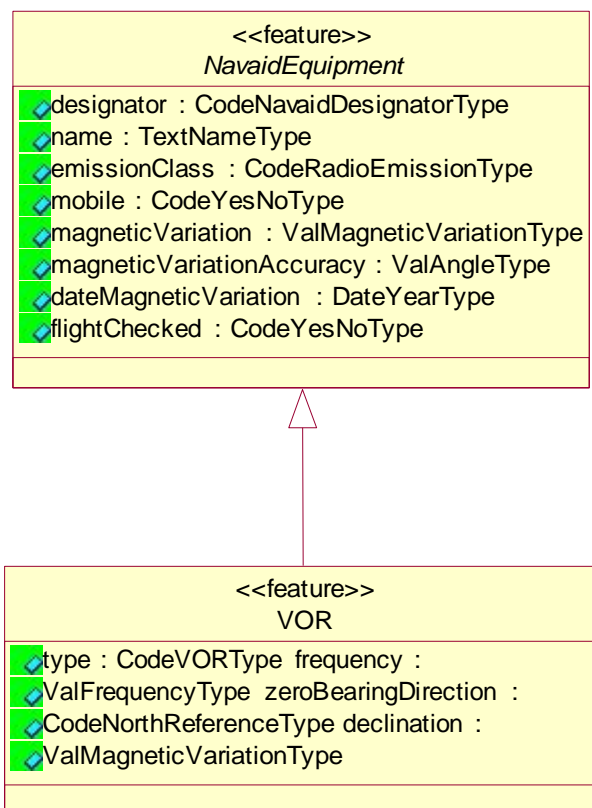 <<feature>>
NavaidEquipment
designator : CodeNavaidDesignatorType
name : TextNameType
emissionClass : CodeRadioEmissionType
mobile : CodeYesNoType
magneticVariation : ValMagneticVariationType
magneticVariationAccuracy : ValAngleType
dateMagneticVariation : DateYearType
flightChecked : CodeYesNoType
<<feature>>
VOR
type : CodeVORType frequency :
ValFrequencyType zeroBearingDirection :
CodeNorthReferenceType declination :
ValMagneticVariationType